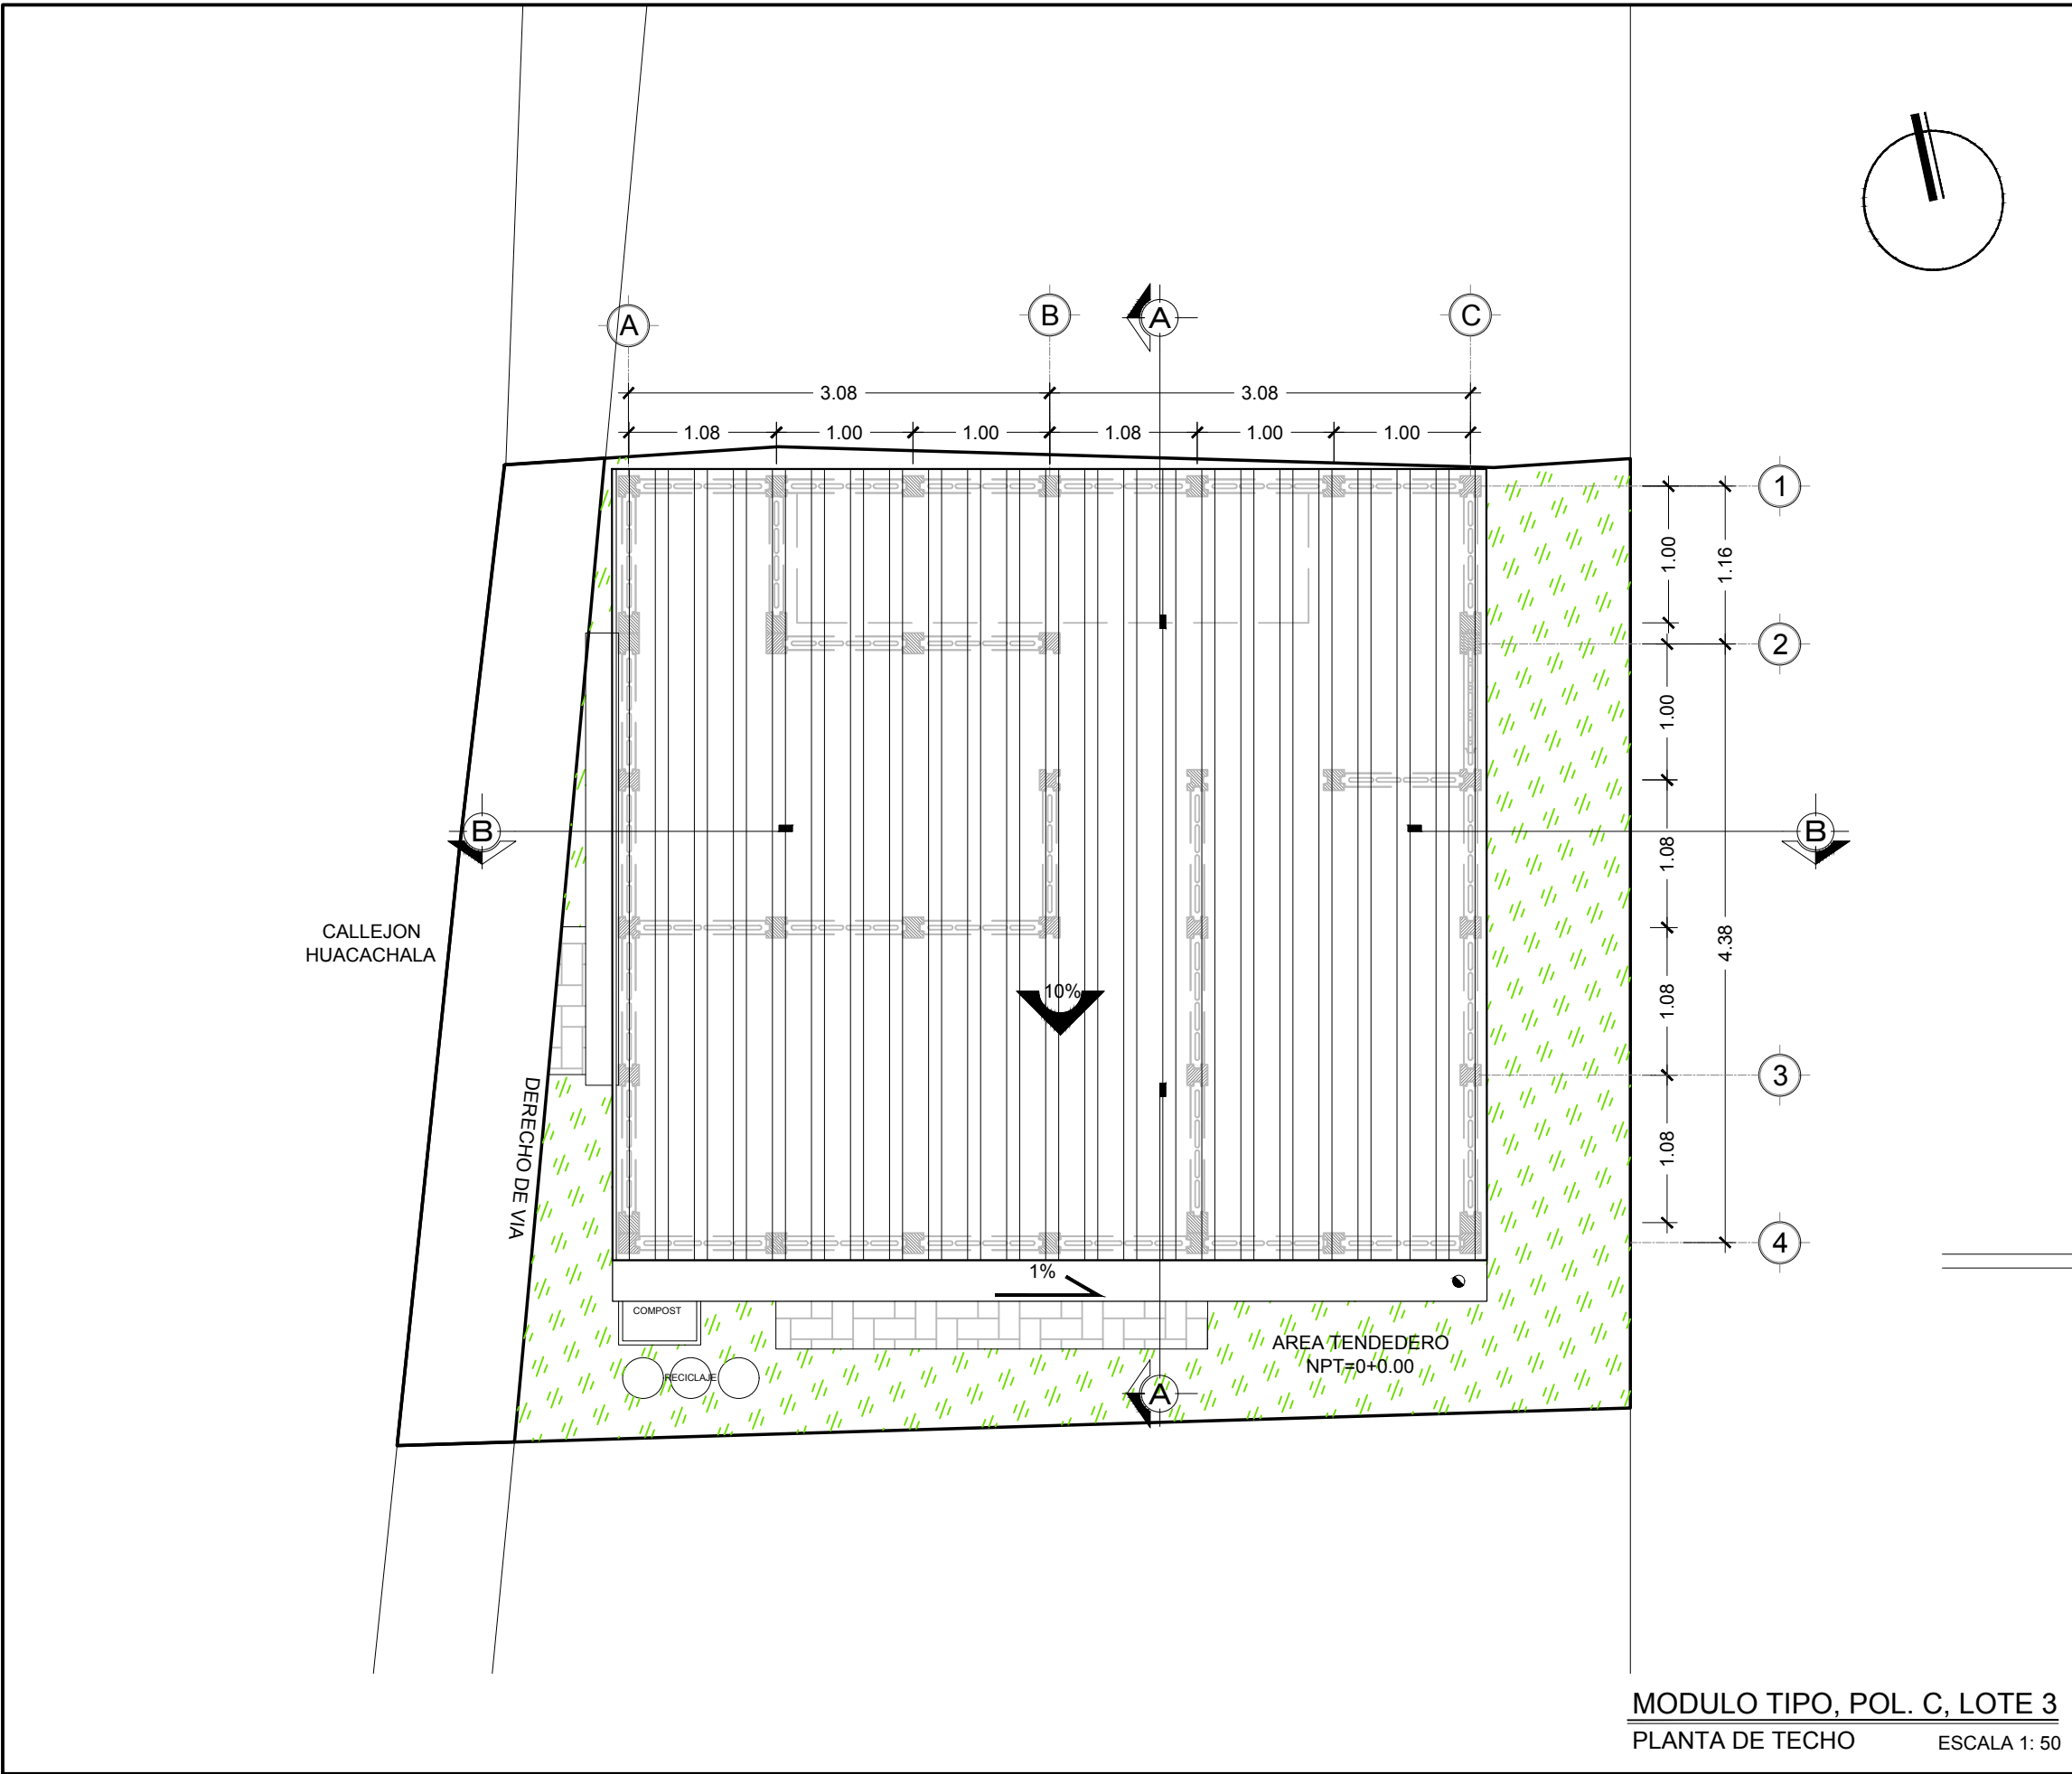 A
B
A
C
3.08
3.08
1.08
1.00
1.00
1.08
1.00
1.00
1
1.00
1.16
2
1.00
B
B
1.08
CALLEJON
HUACACHALA
4.38
10%
1.08
3
DERECHO DE VIA
1.08
4
1%
COMPOST
AREA TENDEDERO
NPT=0+0.00
RECICLAJE
A
MODULO TIPO, POL. C, LOTE 3
PLANTA DE TECHO
ESCALA 1: 50